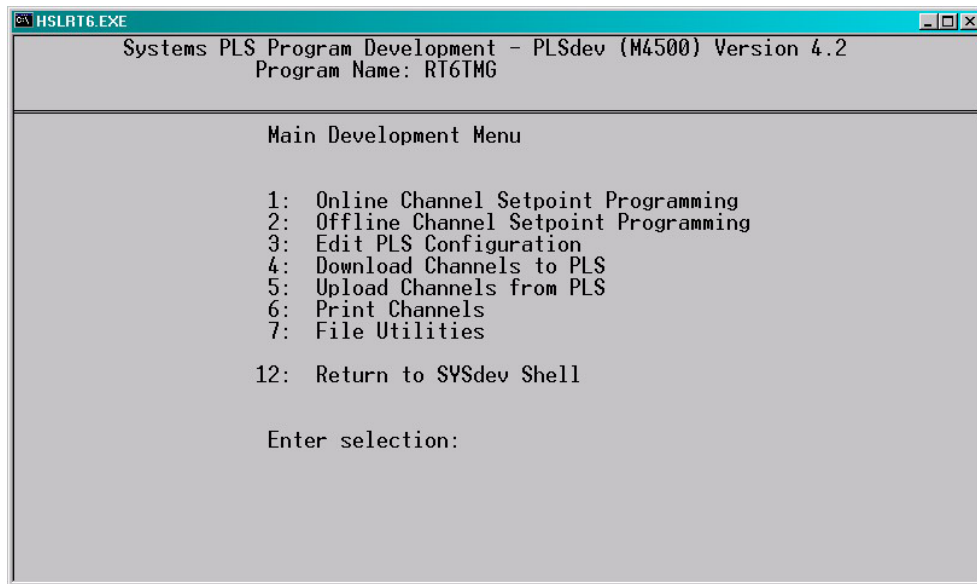 HSLRT6.EXE
Systems PLS Program Development - PLSdev (M4500) Version 4.2
Program Name: RT6TMG
Main Development Menu
1: Online Channel Setpoint Programming
2: Offline Channel Setpoint Programming
3: Edit PLS Configuration
4: Download Channels to PLS
5: Upload Channels from PLS
6: Print Channels
7: File Utilities
12: Return to SYSdev Shell
Enter selection: